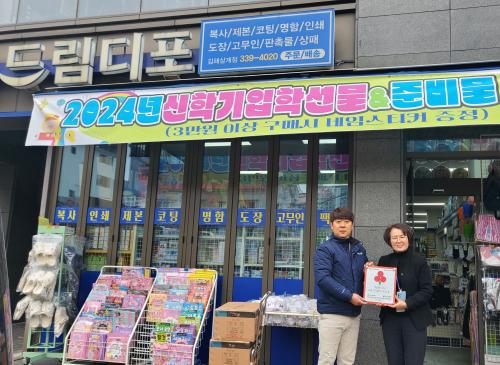 복사/제본/코팅/명함/인쇄
도장/고무인/판촉물/상패
김해삼계점 339-4020 주문/배송
드림디포
2024년신학기입학선물&준비물
(3만원 이상 구매시 네임스티커 증정)
복사 인쇄 제본 코팅 명함 도장 고무인